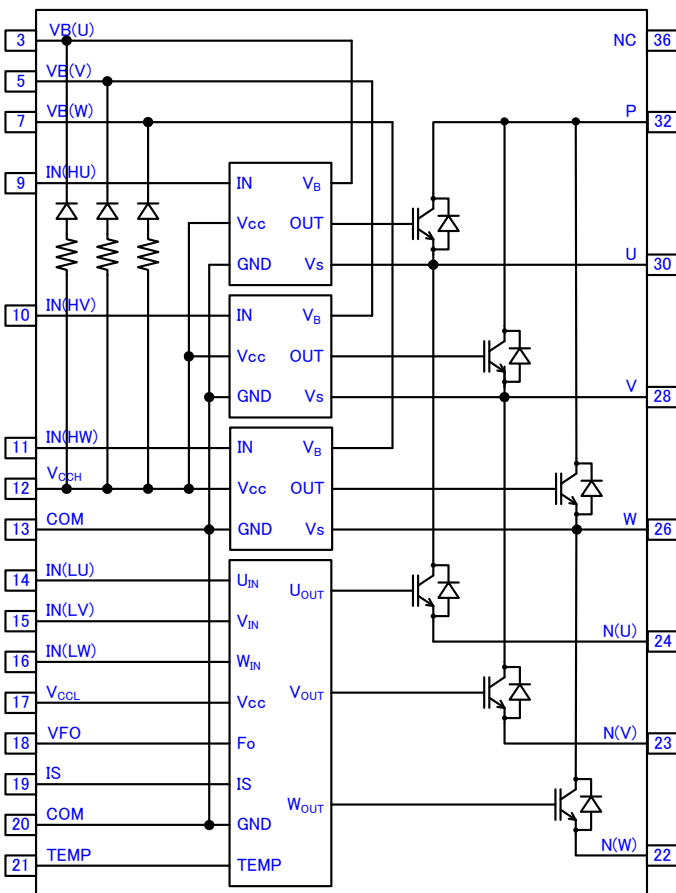 3 VB(U)
5 VB(V)
7 VB(W)
9 IN(HU)
10 IN(HV)
11 IN(HW)
12 VCCH
13 COM
14 IN(LU)
15 IN(LV)
16 IN(LW)
17 VCCL
18 VFO
19 IS
20 COM
21 TEMP
IN VB
Vcc OUT
GND Vs
IN VB
Vcc OUT
GND Vs
IN VB
Vcc OUT
GND Vs
UIN UOUT
VIN
WIN
Vcc VOUT
Fo
IS
WOUT
GND
TEMP
NC 36
P 32
U 30
V 28
W 26
N(U) 24
N(V) 23
N(W) 22